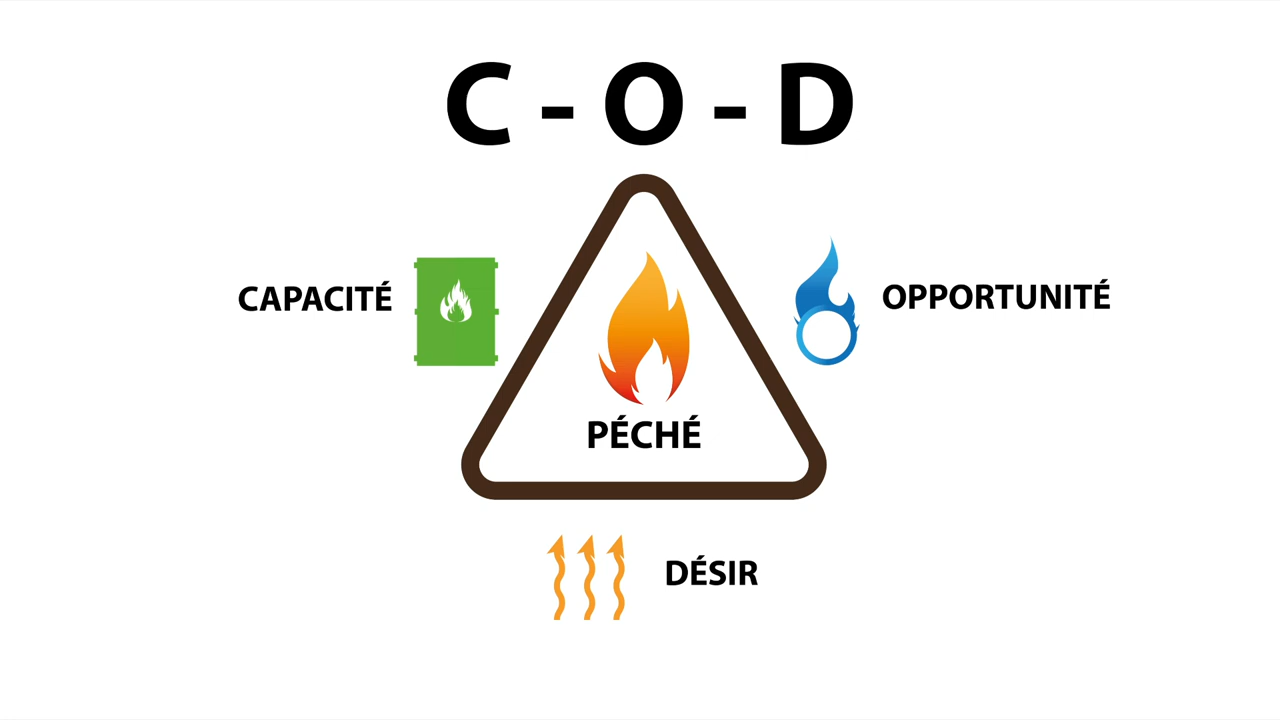 C - O - D
CAPACITÉ
OPPORTUNITÉ
PÉCHÉ
DÉSIR